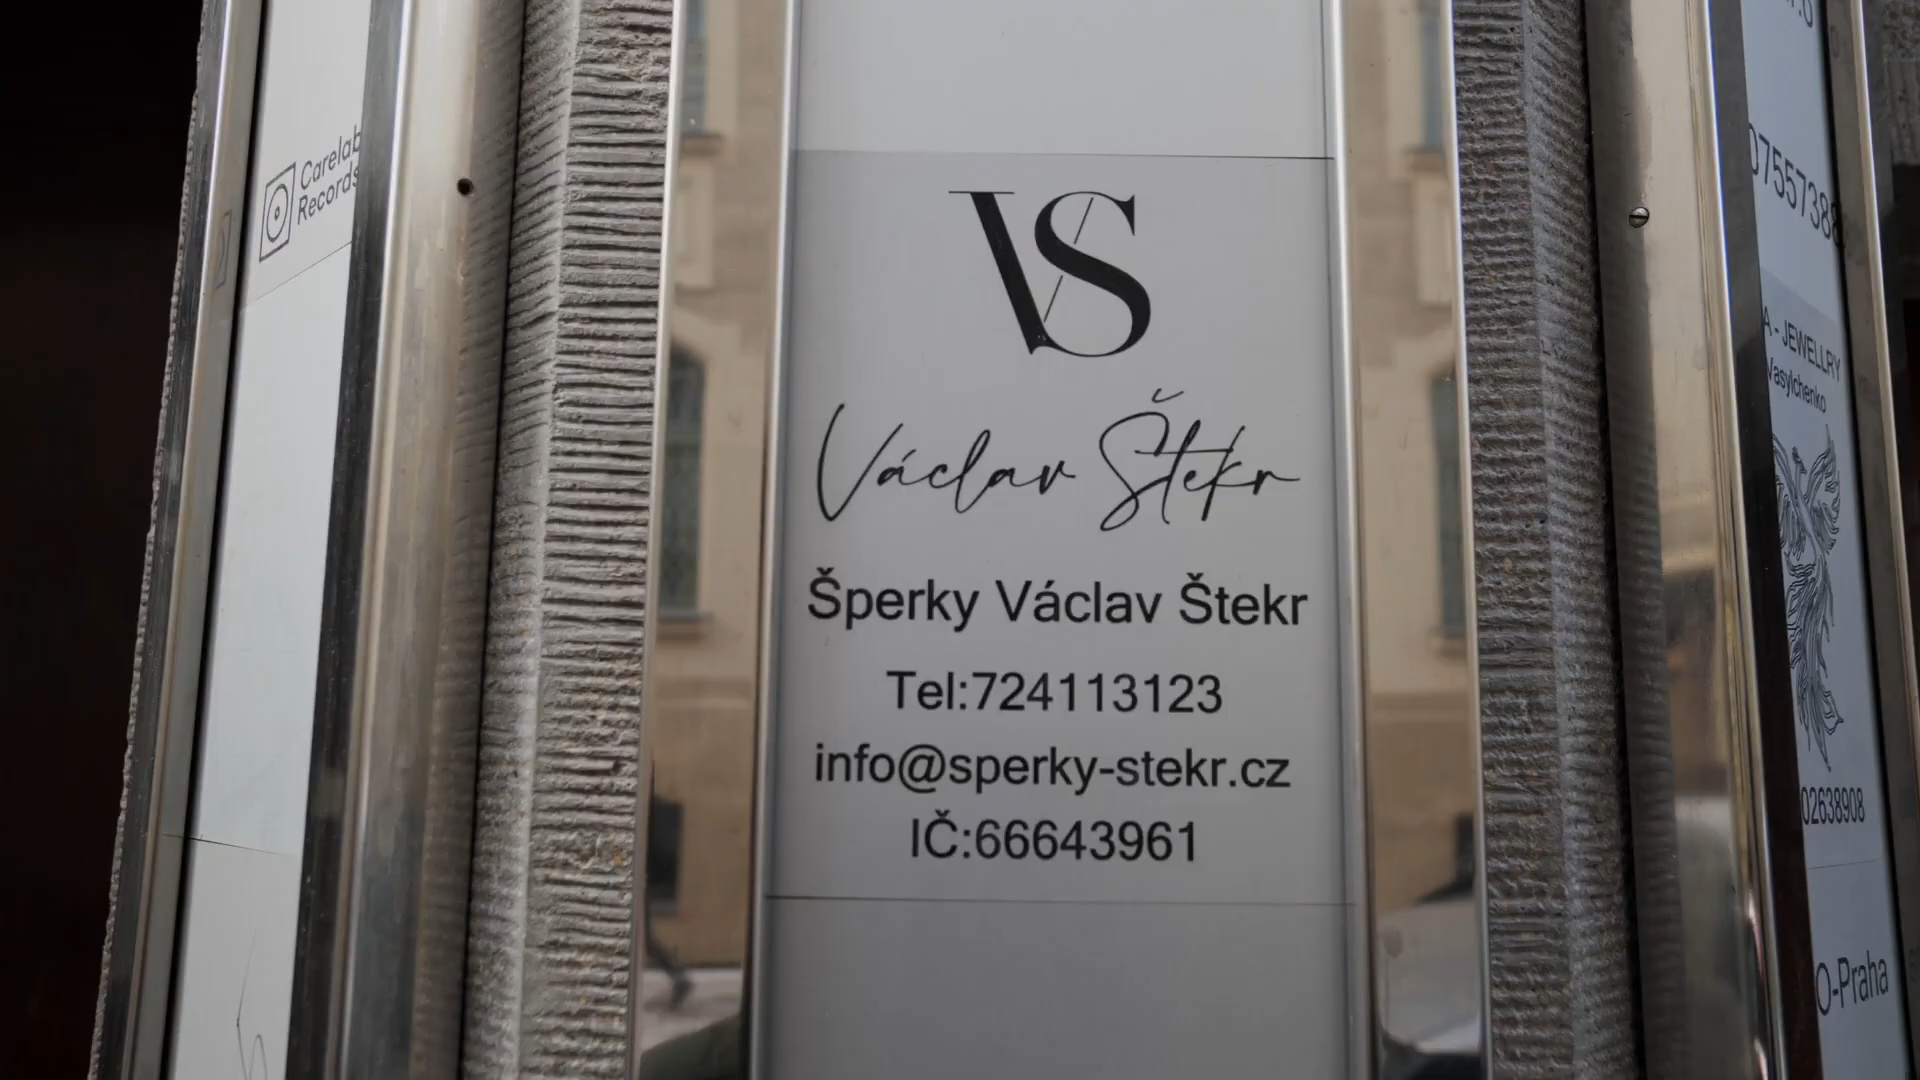 Carelab
Records
VS
Václav Štekr
Šperky Václav Štekr
Tel:724113123
info@sperky-stekr.cz
IČ:66643961
0755738
- JEWELLRY
Vasylchenko
02638908
O-Praha